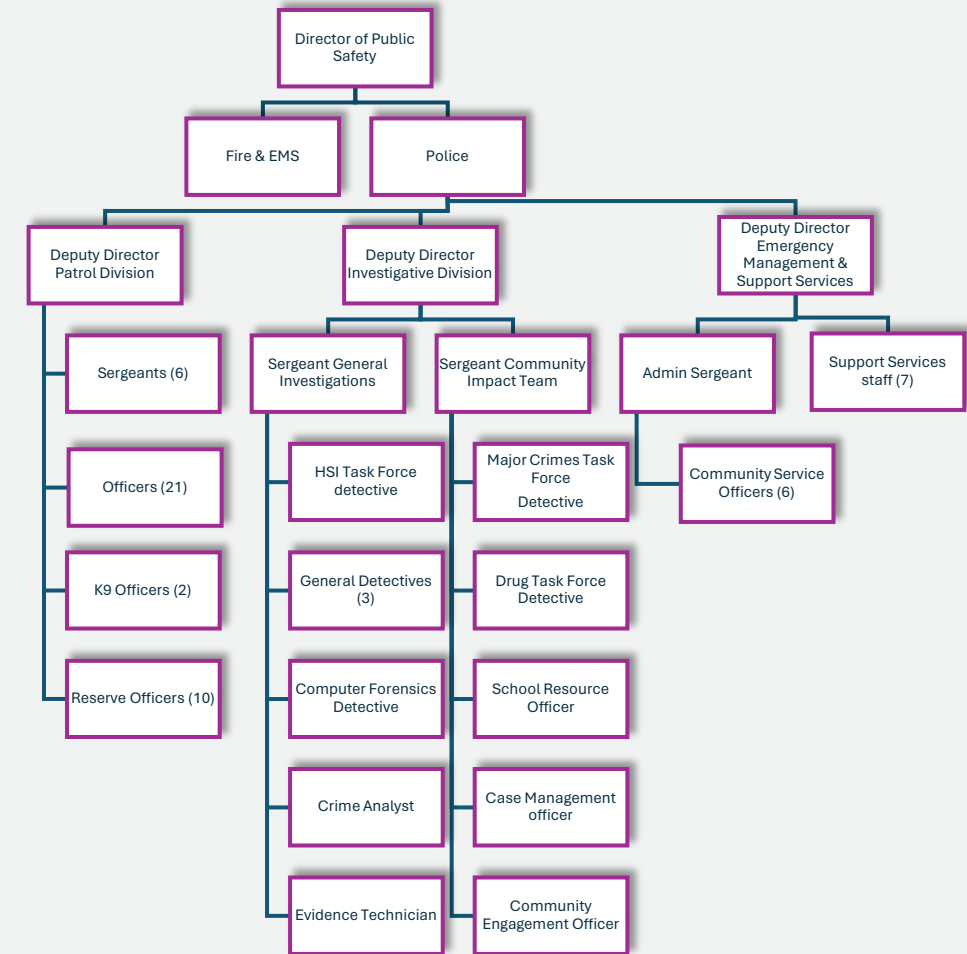 Director of Public
Safety
Fire & EMS
Police
Deputy Director
Patrol Division
Deputy Director
Investigative Division
Deputy Director
Emergency
Management &
Support Services
Sergeants (6)
Officers (21)
K9 Officers (2)
Reserve Officers (10)
Sergeant General
Investigations
HSI Task Force
detective
General Detectives
(3)
Computer Forensics
Detective
Crime Analyst
Evidence Technician
Sergeant Community
Impact Team
Major Crimes Task
Force
Detective
Drug Task Force
Detective
School Resource
Officer
Case Management
officer
Community
Engagement Officer
Admin Sergeant
Community Service
Officers (6)
Support Services
staff (7)